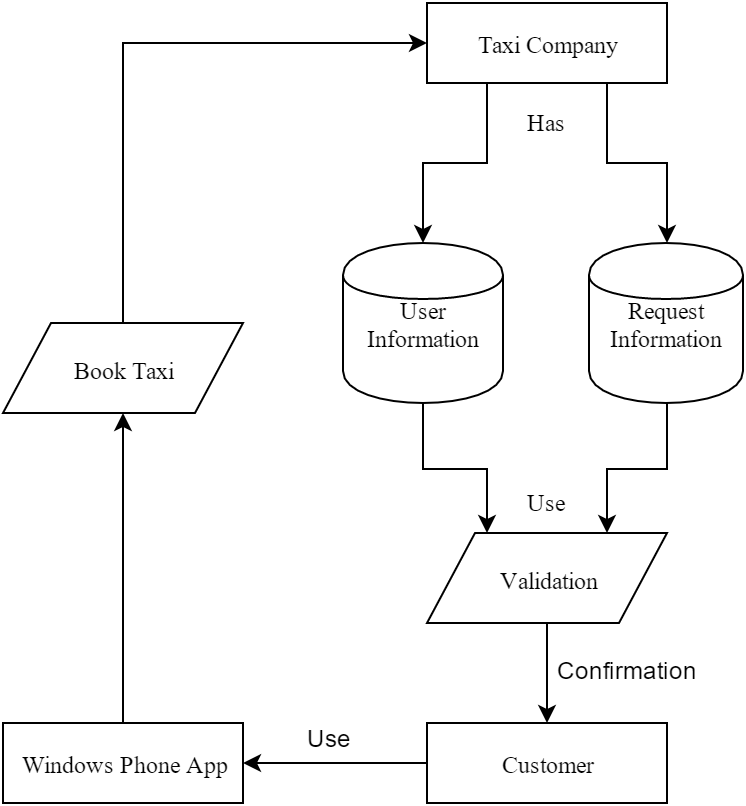 Taxi Company
Has
User
Information
Request
Information
Book Taxi
Use
Validation
Confirmation
Use
Windows Phone App
Customer